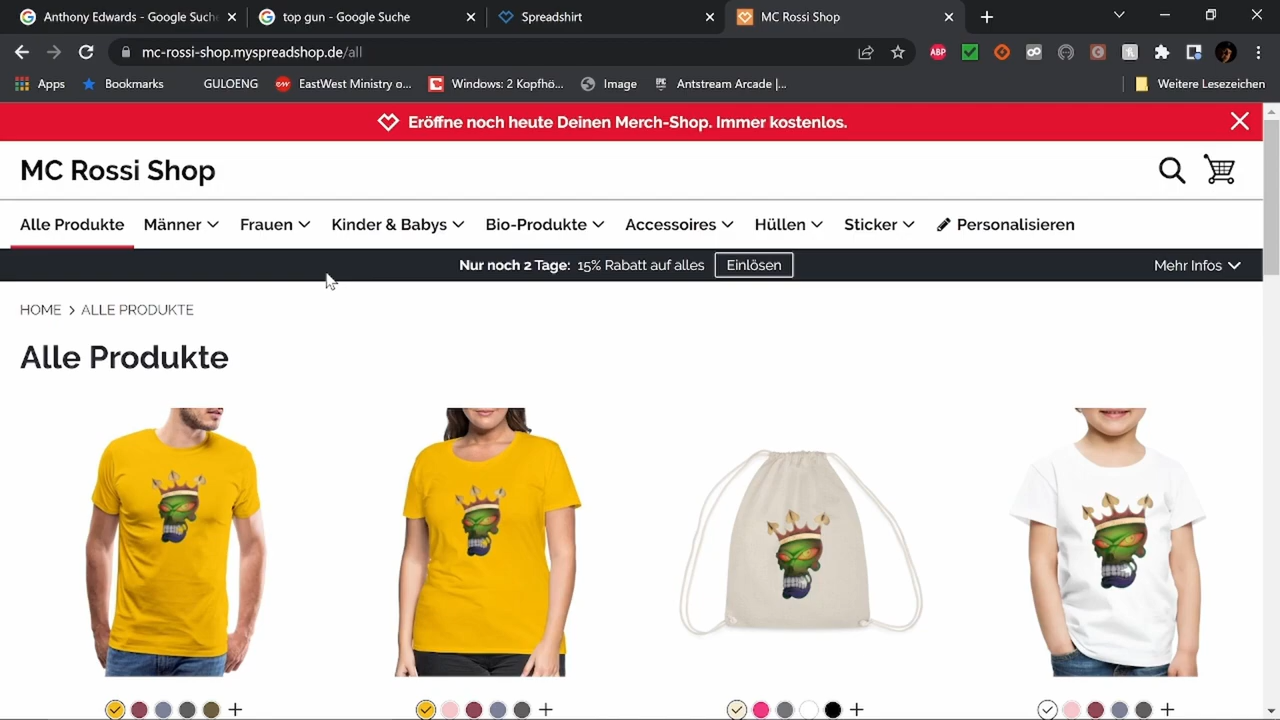 Anthony Edwards - Google Suche
top gun - Google Suche
Spreadshirt
MC Rossi Shop
mc-rossi-shop.myspreadshop.de/all
ABP
Apps
Bookmarks
GULOENG
EastWest Ministry o...
Windows: 2 Kopfhö...
Image
Antstream Arcade |...
Weitere Lesezeichen
Eröffne noch heute Deinen Merch-Shop. Immer kostenlos.
MC Rossi Shop
Alle Produkte Männer Frauen Kinder & Babys Bio-Produkte Accessoires Hüllen Sticker Personalisieren
Nur noch 2 Tage: 15% Rabatt auf alles Einlösen Mehr Infos
HOME > ALLE PRODUKTE
Alle Produkte